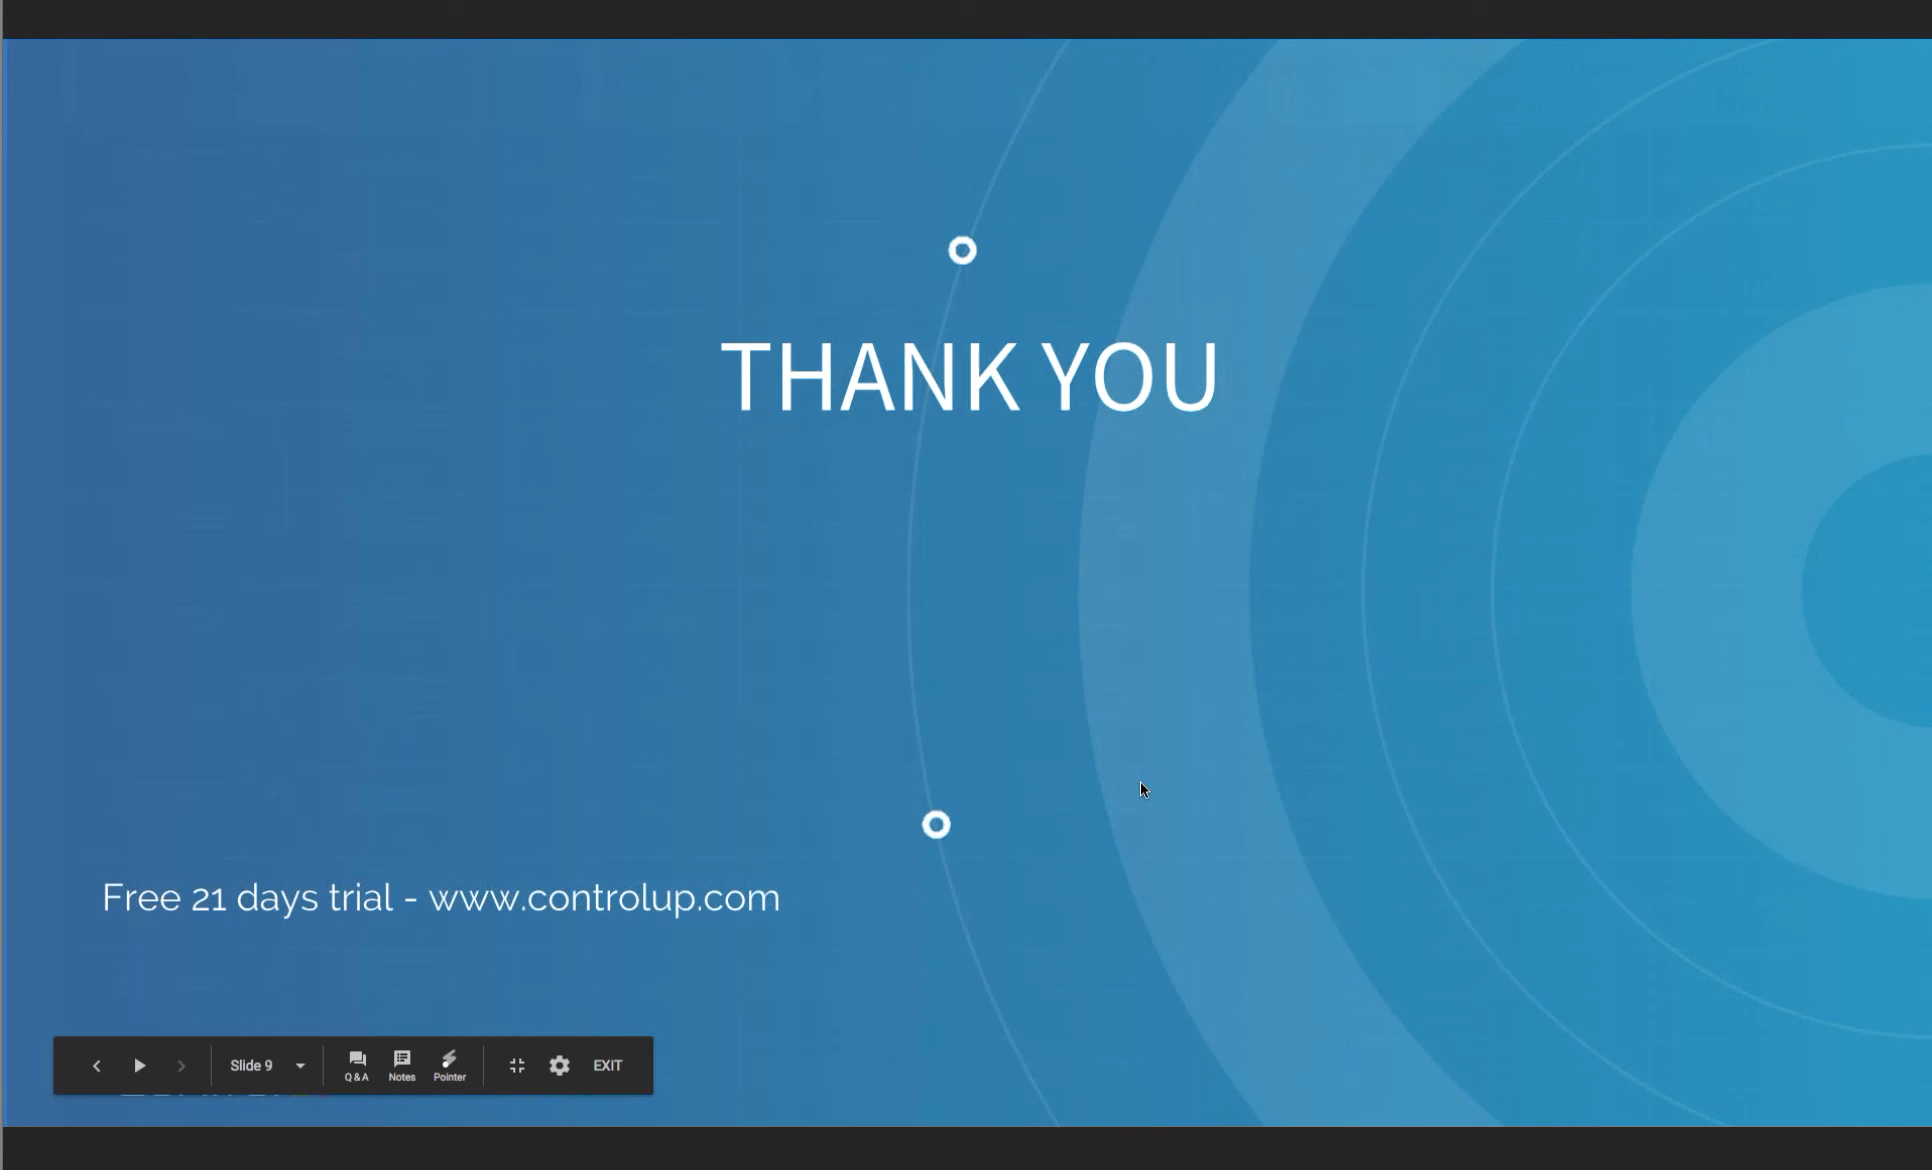 THANK YOU
Free 21 days trial - www.controlup.com
Slide 9
Q&A
Notes
Pointer
EXIT